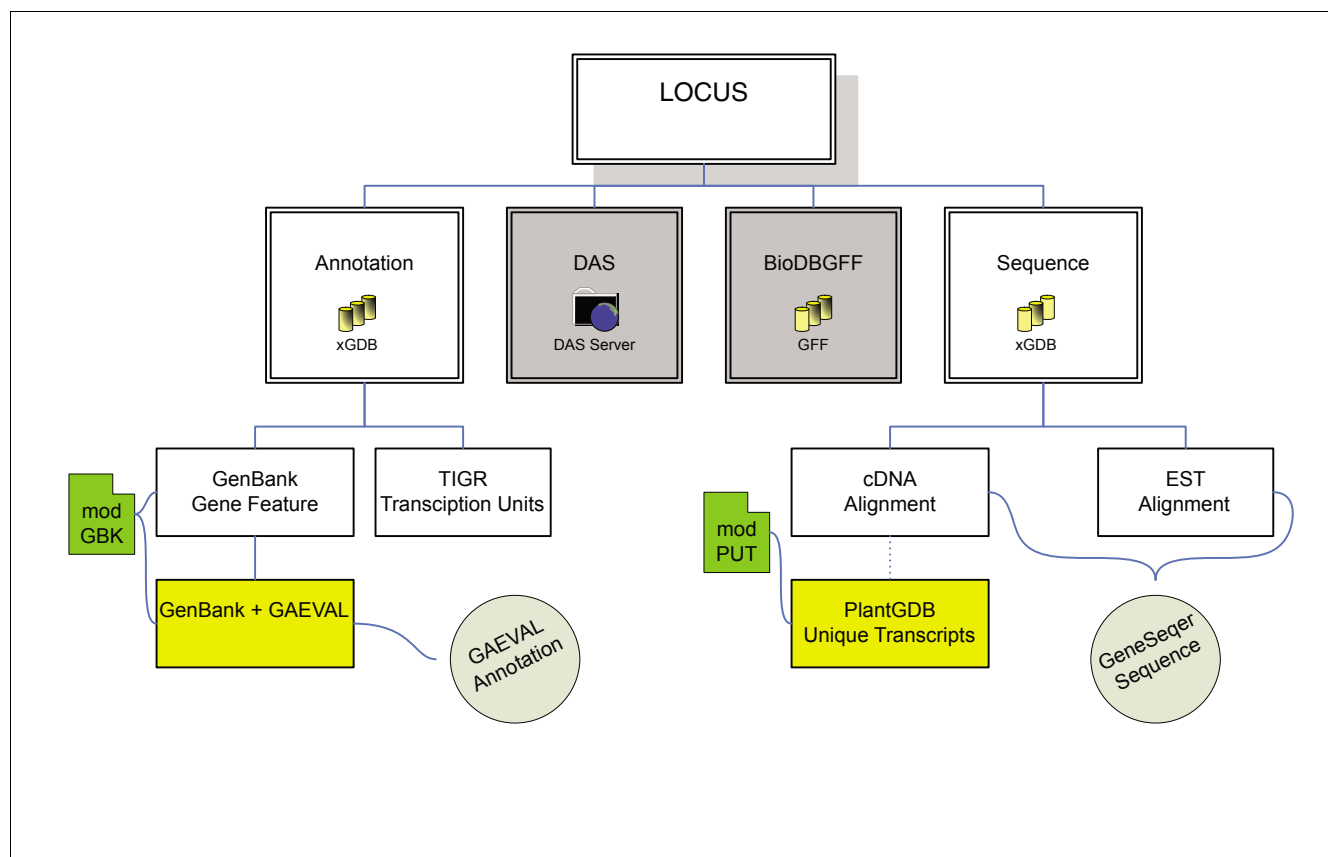 LOCUS
Annotation
xGDB
DAS
DAS Server
BioDBGFF
GFF
Sequence
xGDB
GenBank
Gene Feature
TIGR
Transciption Units
cDNA
Alignment
EST
Alignment
mod
GBK
mod
PUT
GenBank + GAEVAL
GAEVAL
Annotation
PlantGDB
Unique Transcripts
GeneSeqer
Sequence